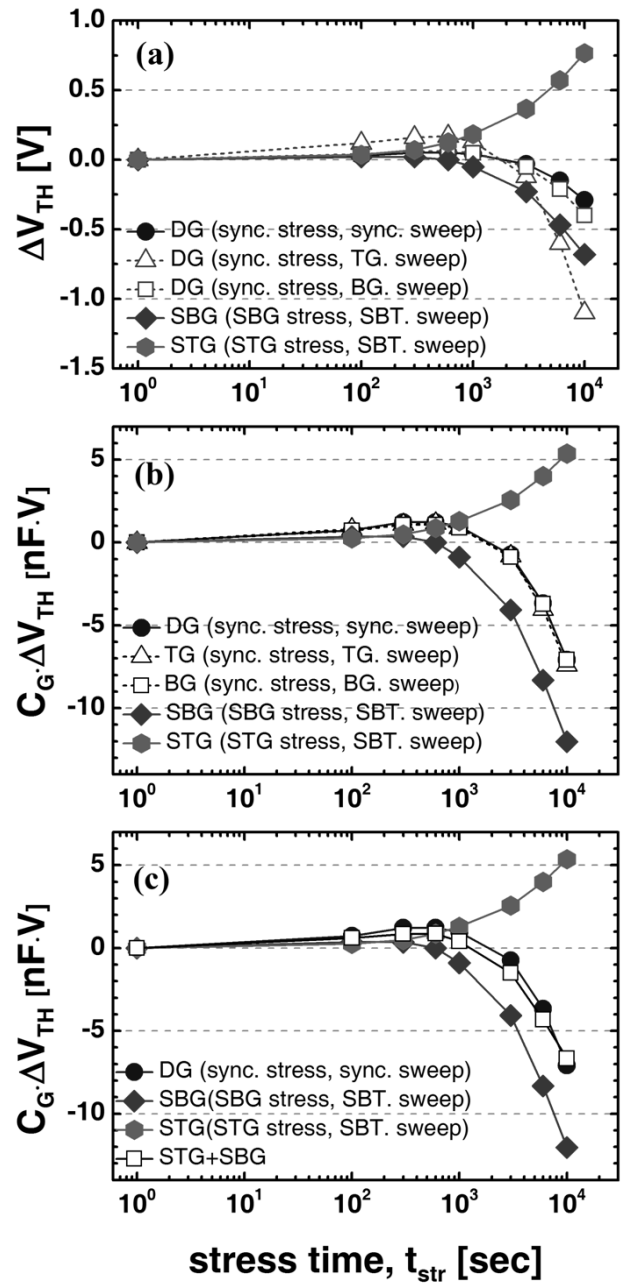 (a)
1.0
0.5
0.0
-0.5
-1.0
-1.5
ΔV_TH [V]
DG (sync. stress, sync. sweep)
DG (sync. stress, TG. sweep)
DG (sync. stress, BG. sweep)
SBG (SBG stress, SBT. sweep)
STG (STG stress, SBT. sweep)
10^0 10^1 10^2 10^3 10^4
(b)
5
0
-5
-10
C_G·ΔV_TH [nF·V]
DG (sync. stress, sync. sweep)
TG (sync. stress, TG. sweep)
BG (sync. stress, BG. sweep)
SBG (SBG stress, SBT. sweep)
STG (STG stress, SBT. sweep)
10^0 10^1 10^2 10^3 10^4
(c)
5
0
-5
-10
C_G·ΔV_TH [nF·V]
DG (sync. stress, sync. sweep)
SBG(SBG stress, SBT. sweep)
STG(STG stress, SBT. sweep)
STG+SBG
10^0 10^1 10^2 10^3 10^4
stress time, t_str [sec]